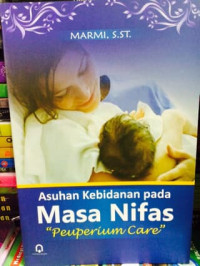 MARMI, S.ST.
Asuhan Kebidanan pada
Masa Nifas
"Peuperium Care"